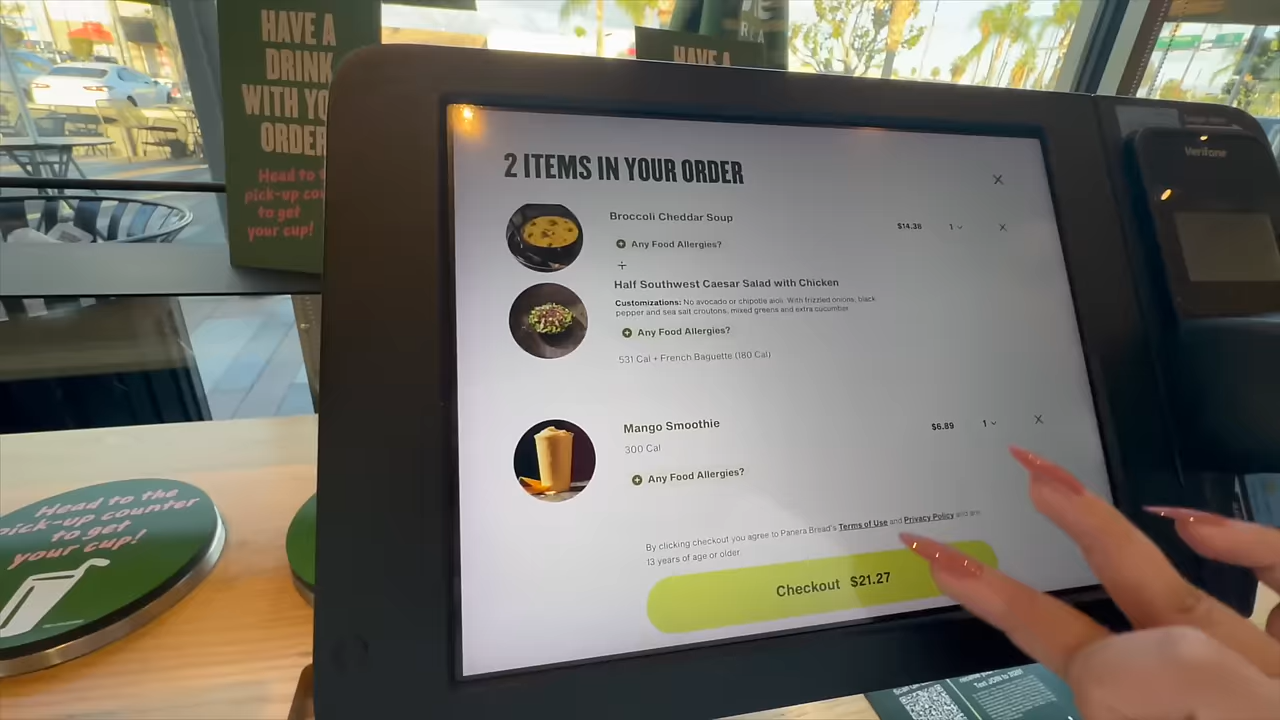 HAVE A
DRINK
WITH YO
ORDER
Head to
pick-up cou
to get
your cup!
HAVE A
Verifone
2 ITEMS IN YOUR ORDER
Broccoli Cheddar Soup
$14.38 1
Any Food Allergies?
+
Half Southwest Caesar Salad with Chicken
Customizations: No avocado or chipotle aioli. With frizzled onions, black
pepper and sea salt croutons, mixed greens and extra cucumber
Any Food Allergies?
531 Cal + French Baguette (180 Cal)
Mango Smoothie
$6.89 1
300 Cal
Any Food Allergies?
By clicking checkout you agree to Panera Bread's Terms of Use and Privacy Policy and are
13 years of age or older.
Checkout $21.27
Head to the
pick-up counter
to get
your cup!